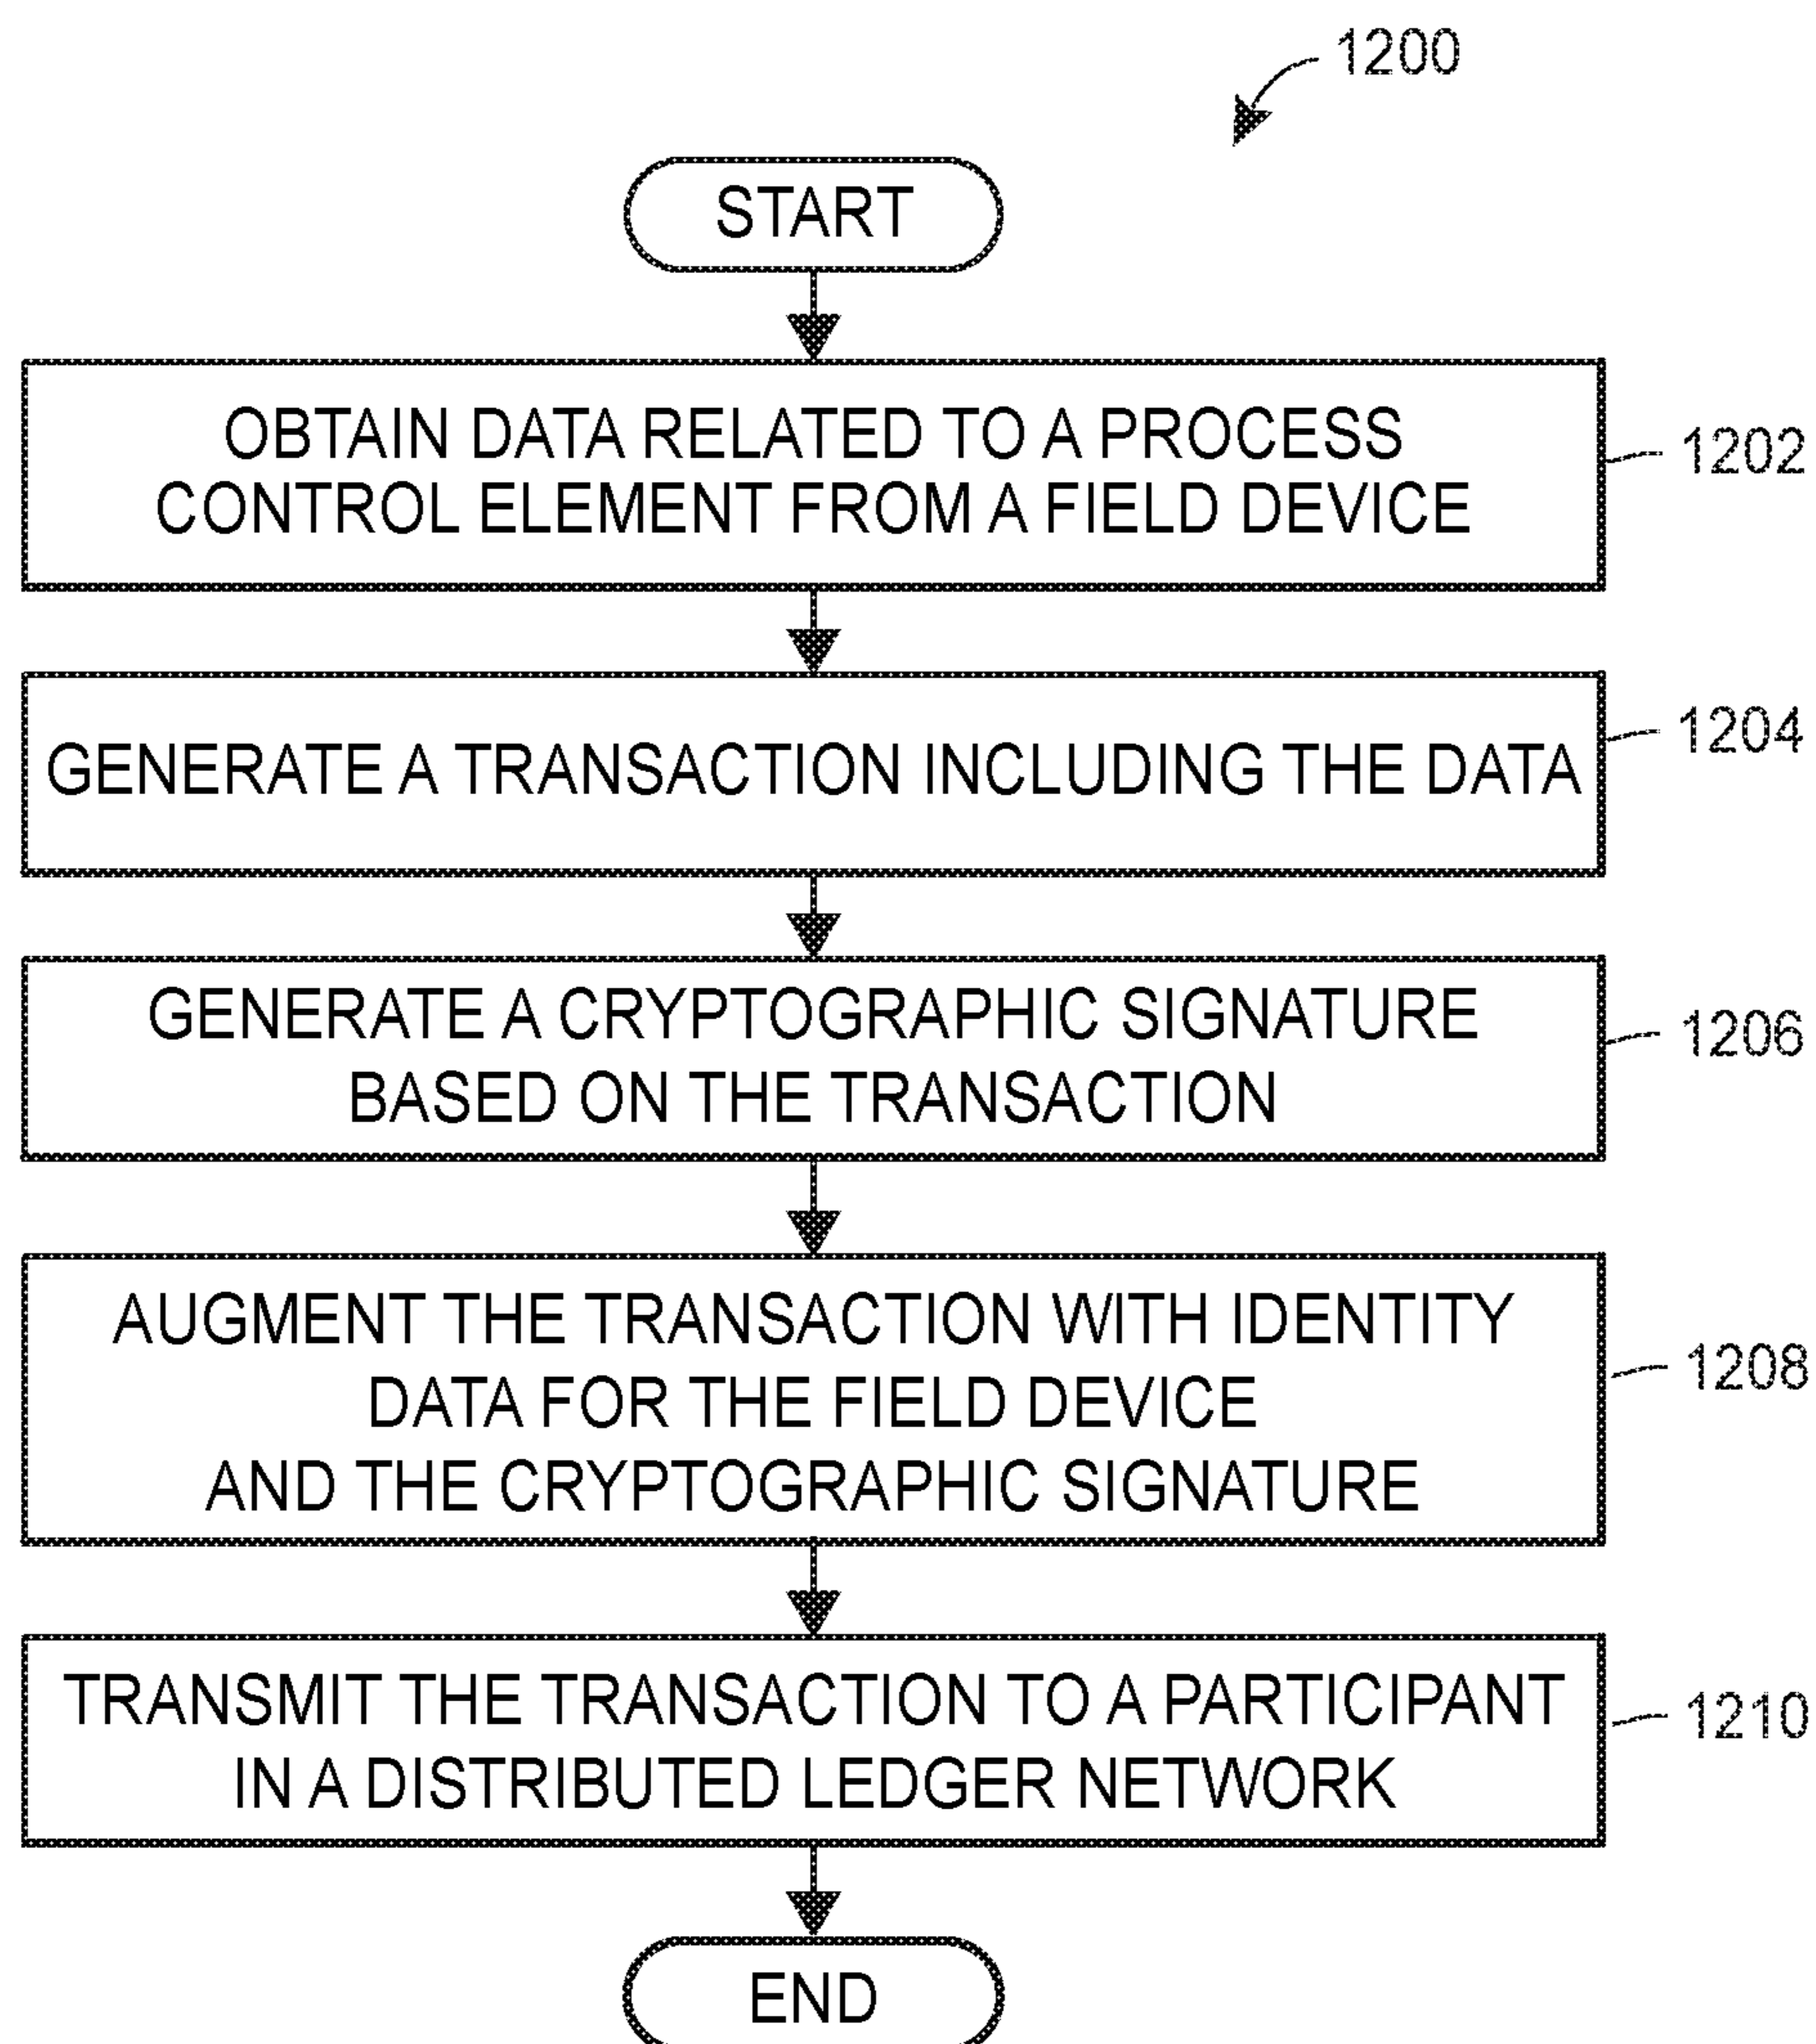 1200
START
OBTAIN DATA RELATED TO A PROCESS
CONTROL ELEMENT FROM A FIELD DEVICE
1202
GENERATE A TRANSACTION INCLUDING THE DATA
1204
GENERATE A CRYPTOGRAPHIC SIGNATURE
BASED ON THE TRANSACTION
1206
AUGMENT THE TRANSACTION WITH IDENTITY
DATA FOR THE FIELD DEVICE
AND THE CRYPTOGRAPHIC SIGNATURE
1208
TRANSMIT THE TRANSACTION TO A PARTICIPANT
IN A DISTRIBUTED LEDGER NETWORK
1210
END